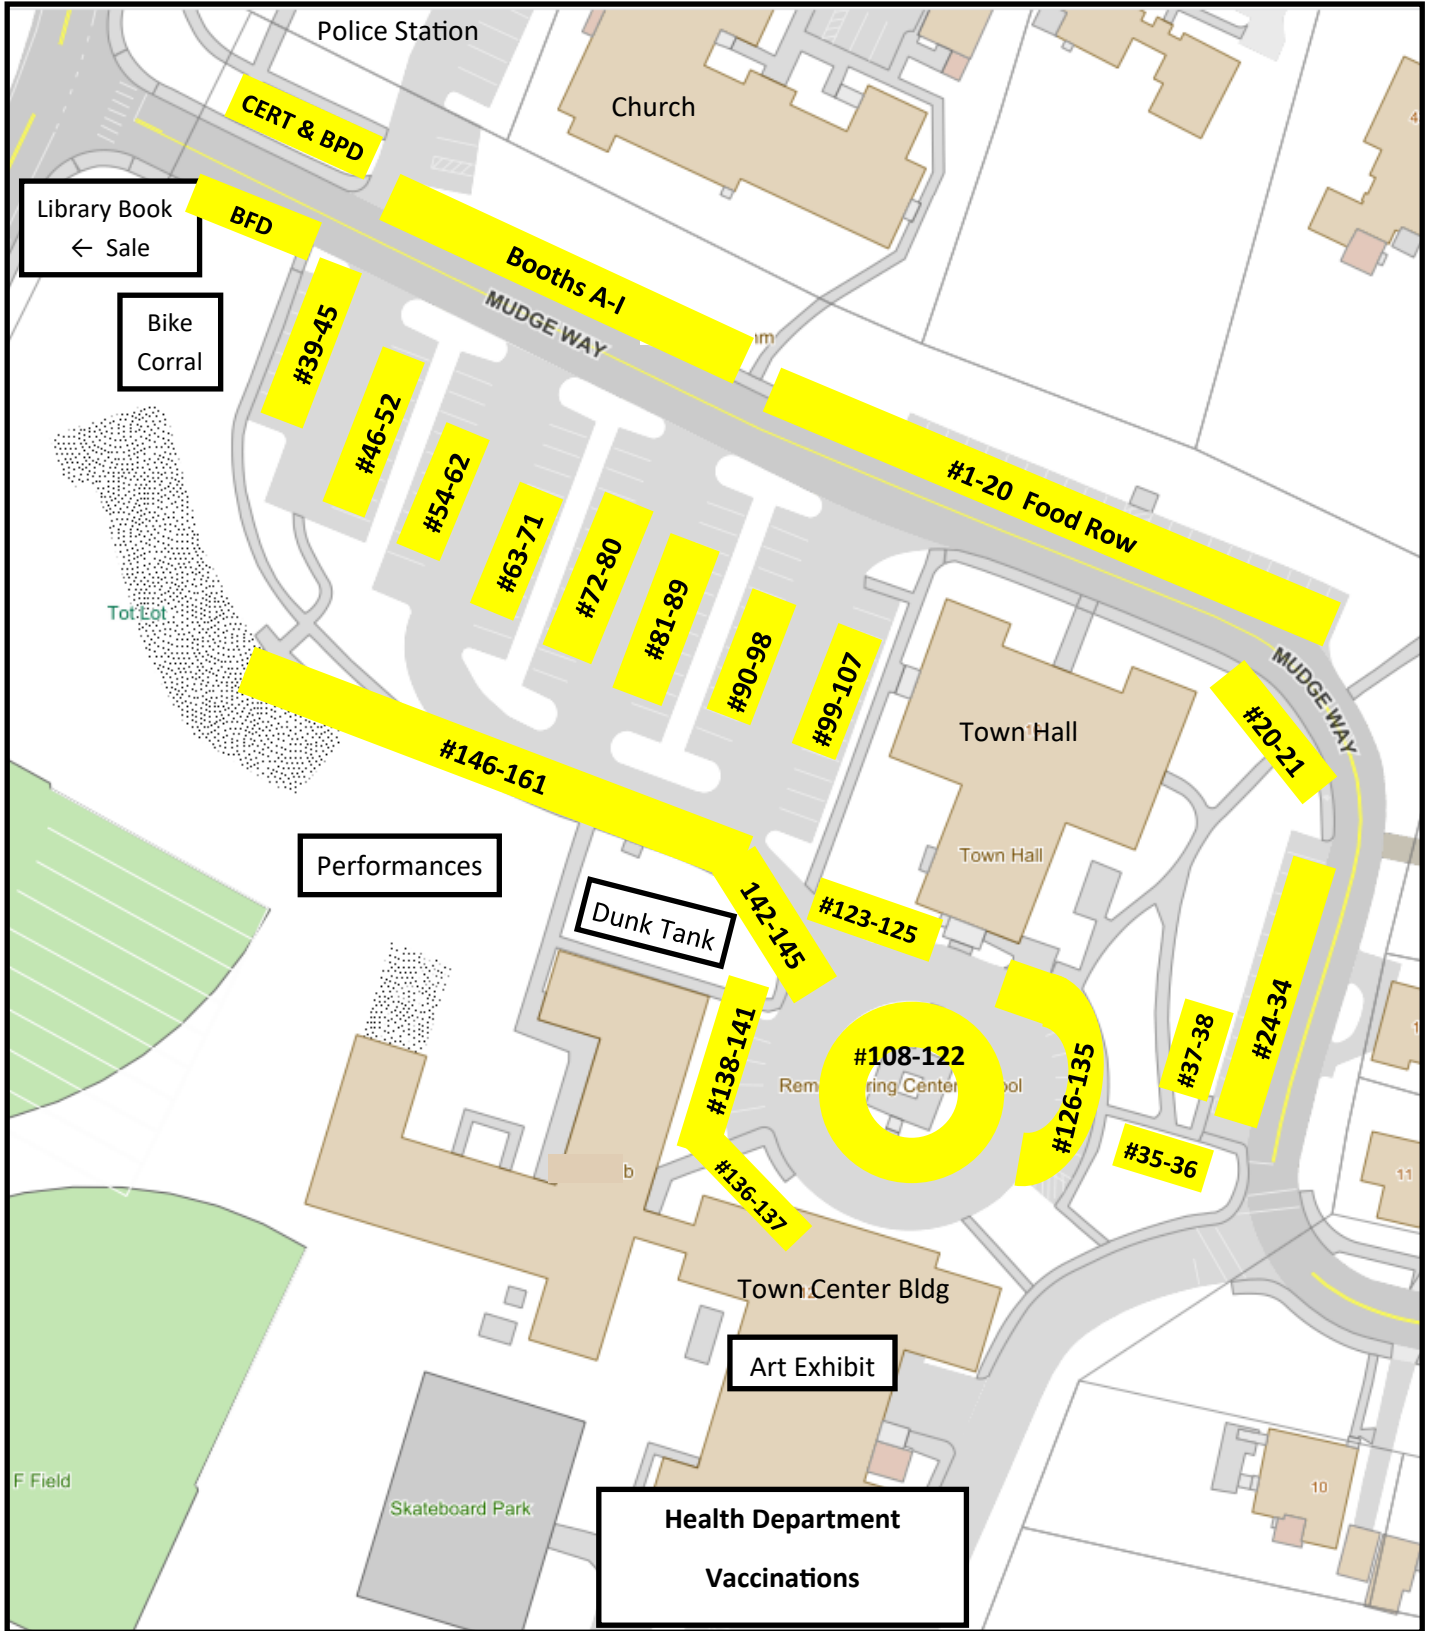 Police Station
Church
CERT & BPD
4
Library Book
← Sale
BFD
Booths A-I
MUDGE WAY
Bike
Corral
#39-45
#46-52
#54-62
#63-71
#72-80
#81-89
#90-98
#99-107
#1-20 Food Row
Tot Lot
MUDGE WAY
#20-21
Town Hall
Town Hall
#146-161
Performances
Dunk Tank
142-145
#123-125
#138-141
#108-122
#126-135
#37-38
#24-34
#35-36
#136-137
b
11
Town Center Bldg
Art Exhibit
F Field
Skateboard Park
10
Health Department
Vaccinations